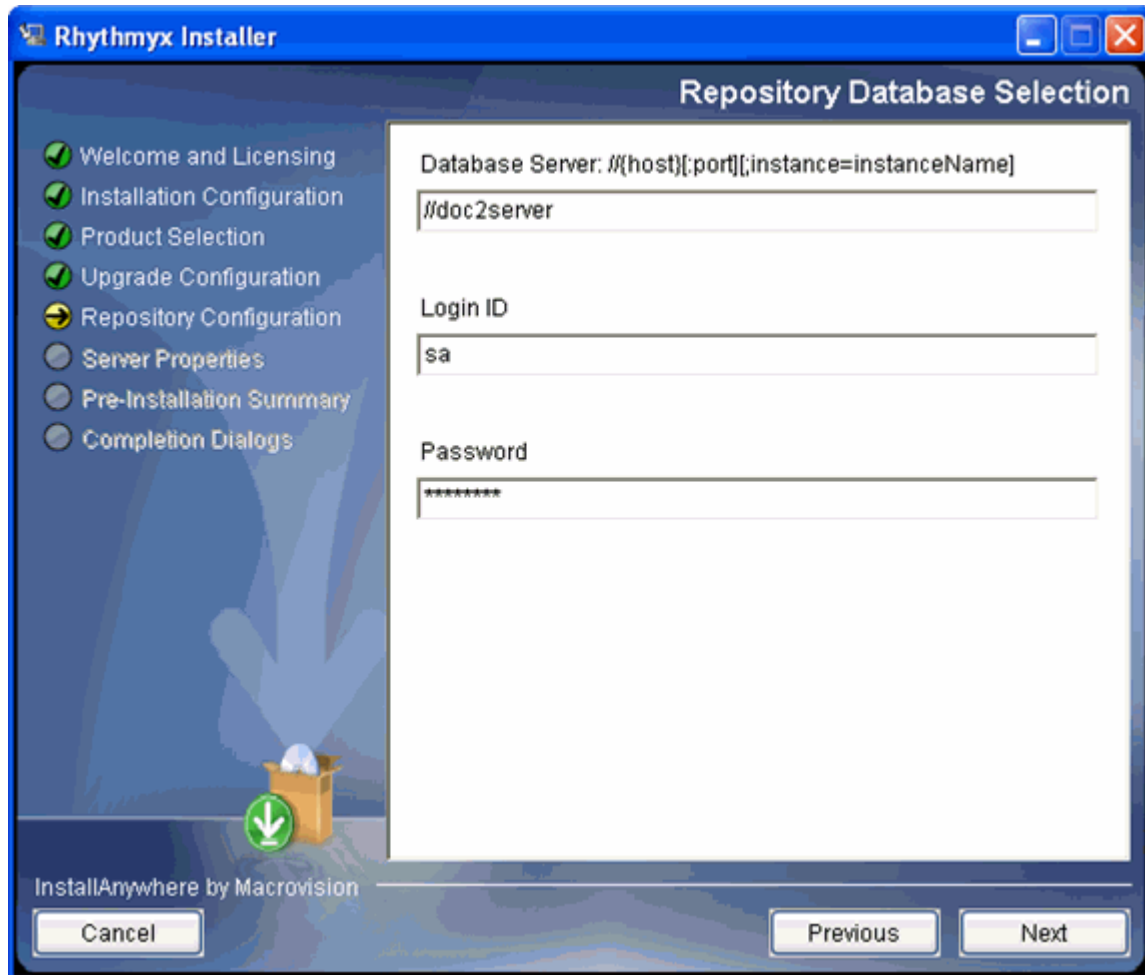 Rhythmyx Installer
Repository Database Selection
Welcome and Licensing
Installation Configuration
Product Selection
Upgrade Configuration
Repository Configuration
Server Properties
Pre-Installation Summary
Completion Dialogs
Database Server: //{host}[:port][;instance=instanceName]
//doc2server
Login ID
sa
Password
********
InstallAnywhere by Macrovision
Cancel
Previous
Next